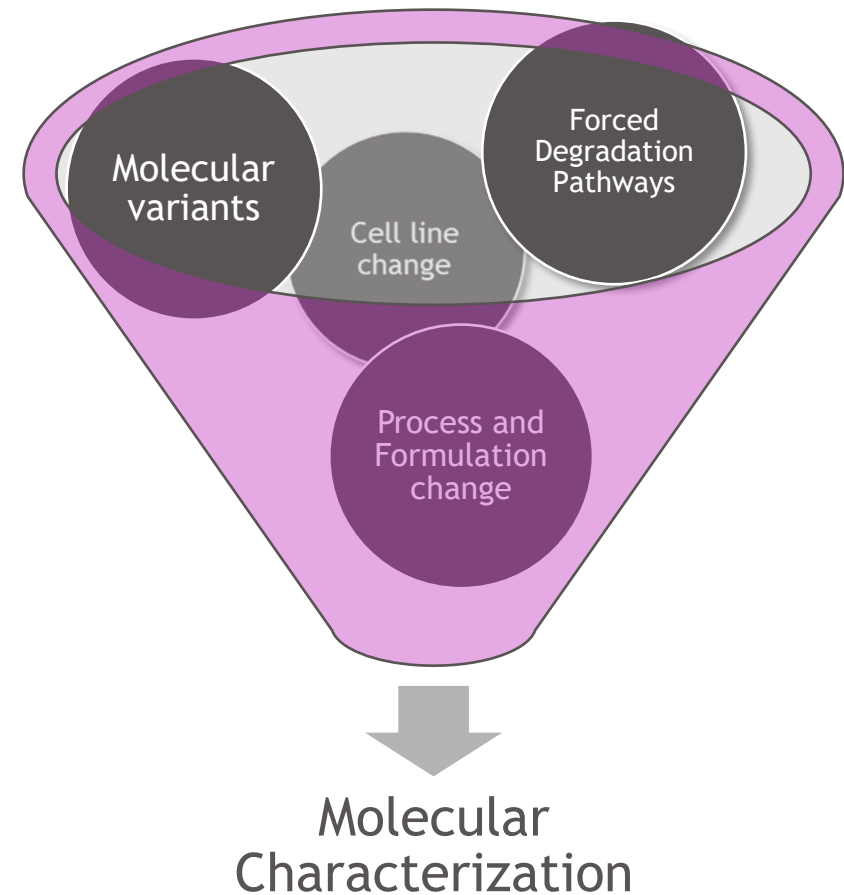 Molecular
variants
Forced
Degradation
Pathways
Cell line
change
Process and
Formulation
change
Molecular
Characterization